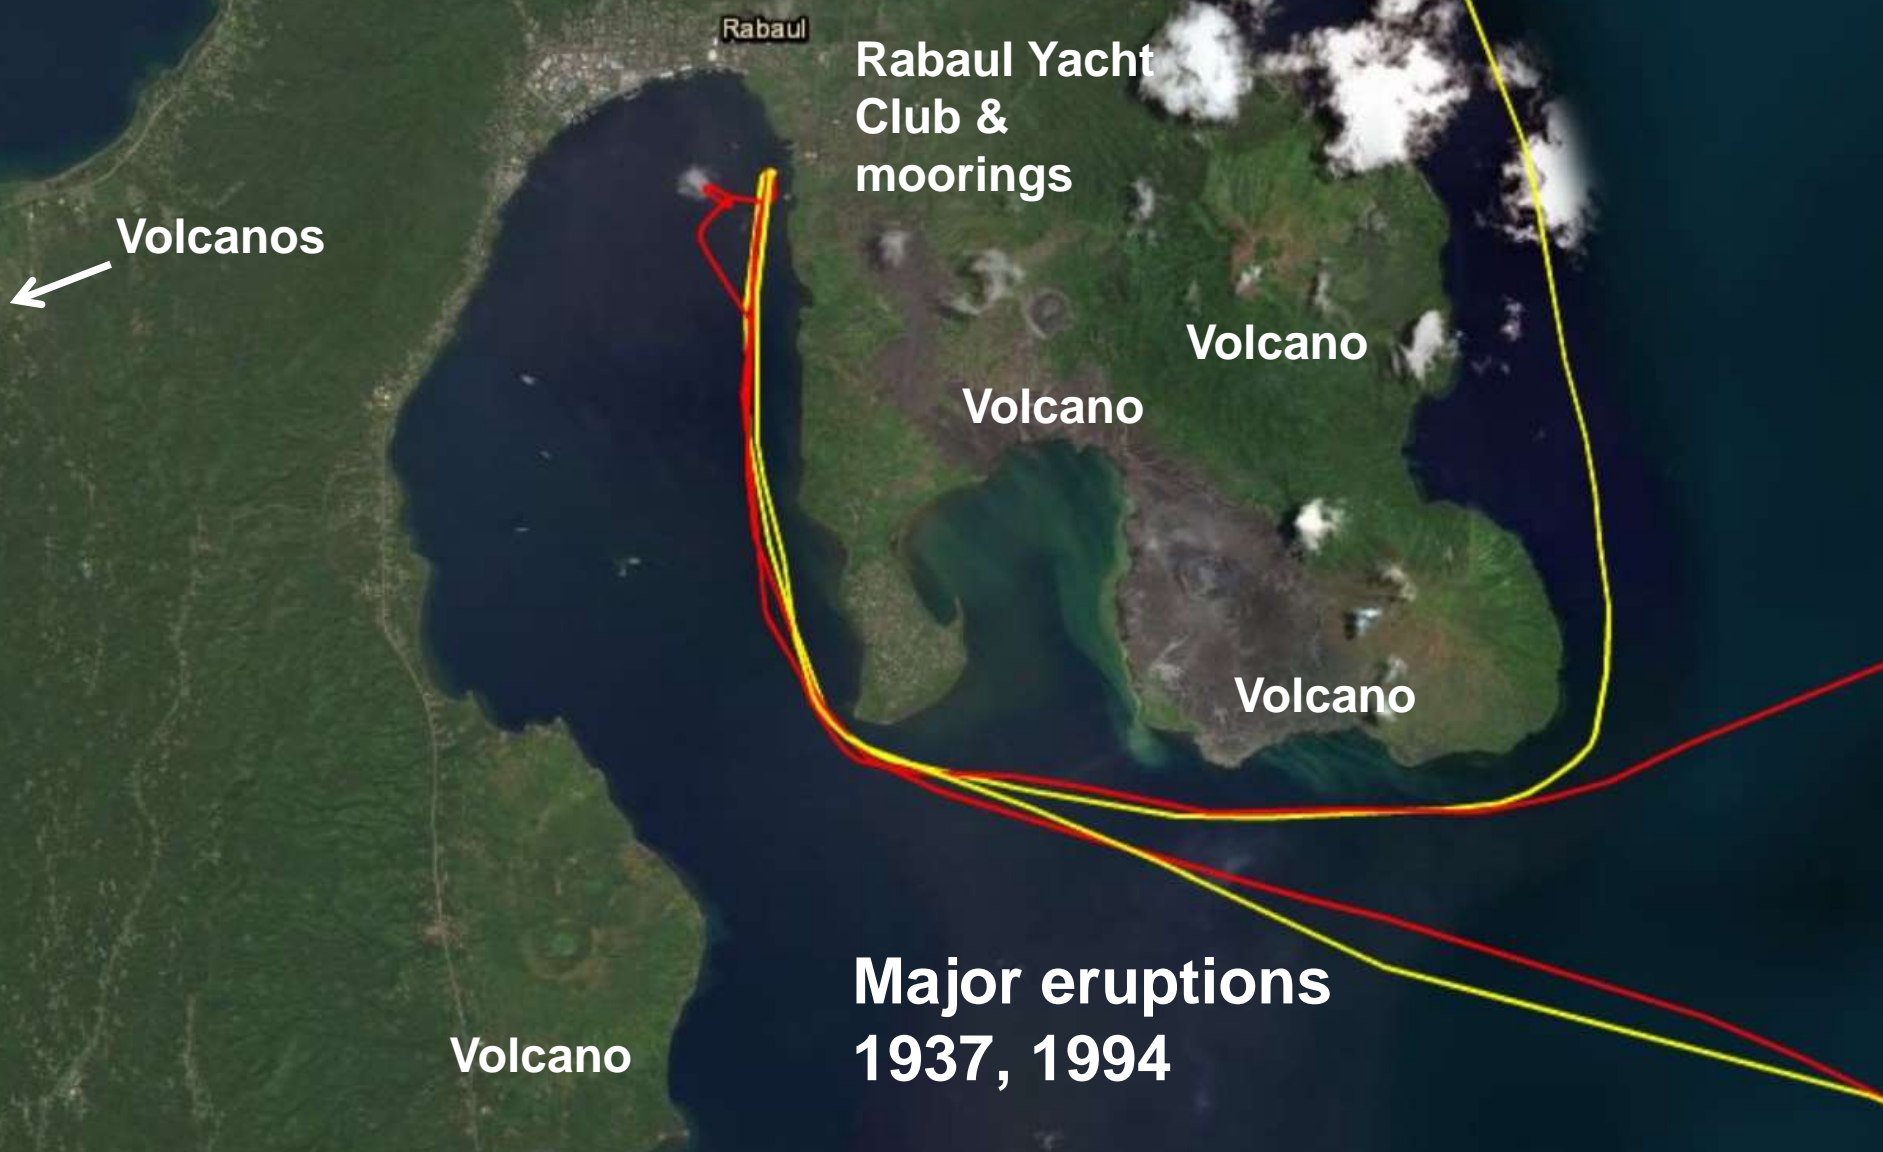 Rabaul
Rabaul Yacht
Club &
moorings
Volcanos
Volcano
Volcano
Volcano
Major eruptions
1937, 1994
Volcano